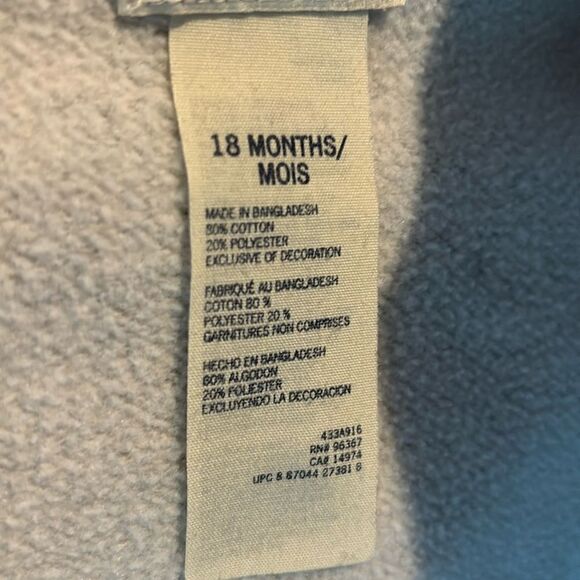 18 MONTHS/
MOIS
MADE IN BANGLADESH
80% COTTON
20% POLYESTER
EXCLUSIVE OF DECORATION
FABRIQUÉ AU BANGLADESH
COTON 80 %
POLYESTER 20 %
GARNITURES NON COMPRISES
HECHO EN BANGLADESH
80% ALGODON
20% POLIESTER
EXCLUYENDO LA DECORACION
433A916
RN# 96367
CA# 14974
UPC 8 87044 27381 8